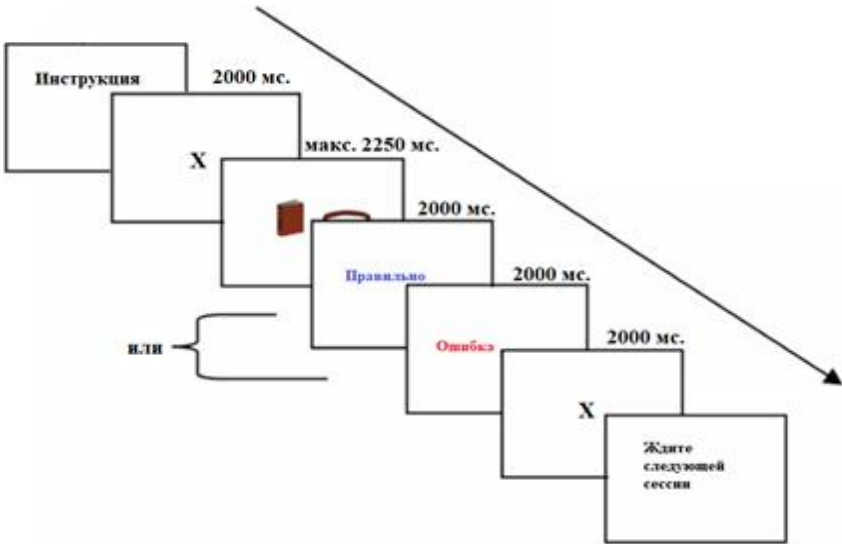 Инструкция
2000 мс.
X
макс. 2250 мс.
2000 мс.
Правильно
2000 мс.
или
Ошибка
2000 мс.
X
Ждите
следующей
сессии